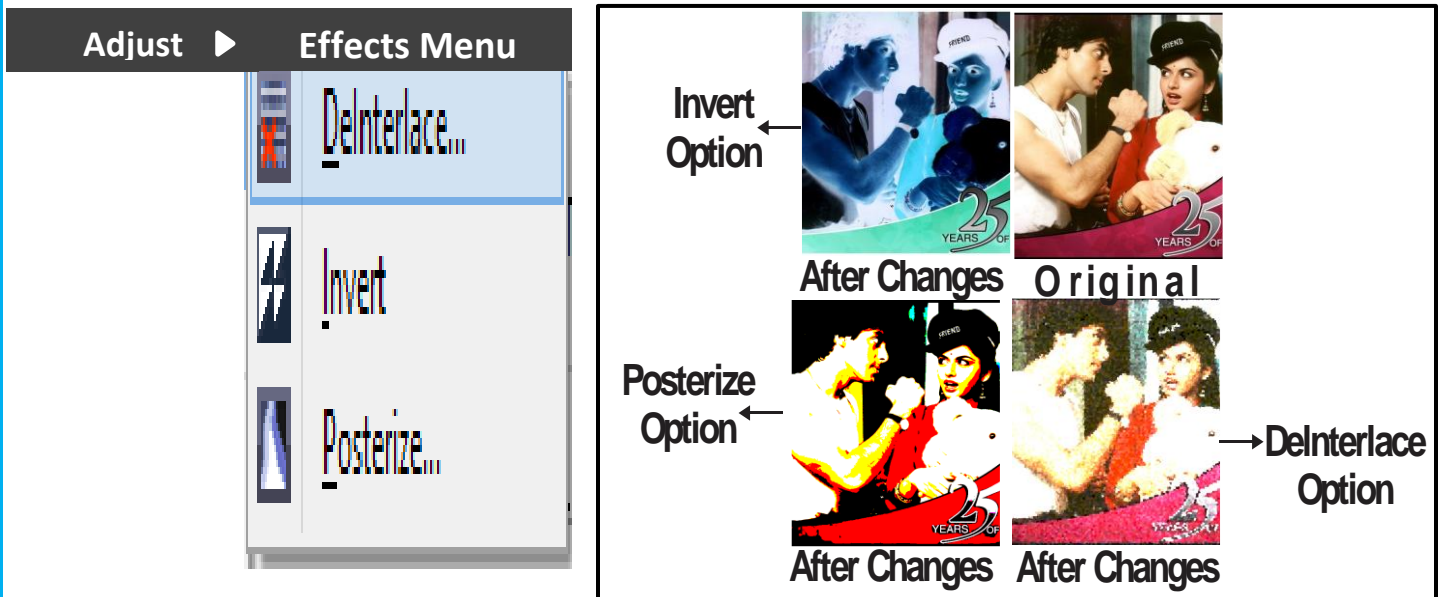 Adjust ▶ Effects Menu
DeInterlace...
Invert
Posterize...
Invert
Option
FRIEND
25
YEARS OF
After Changes
FRIEND
25
YEARS OF
Original
Posterize
Option
FRIEND
25
YEARS OF
After Changes
25
After Changes
DeInterlace
Option